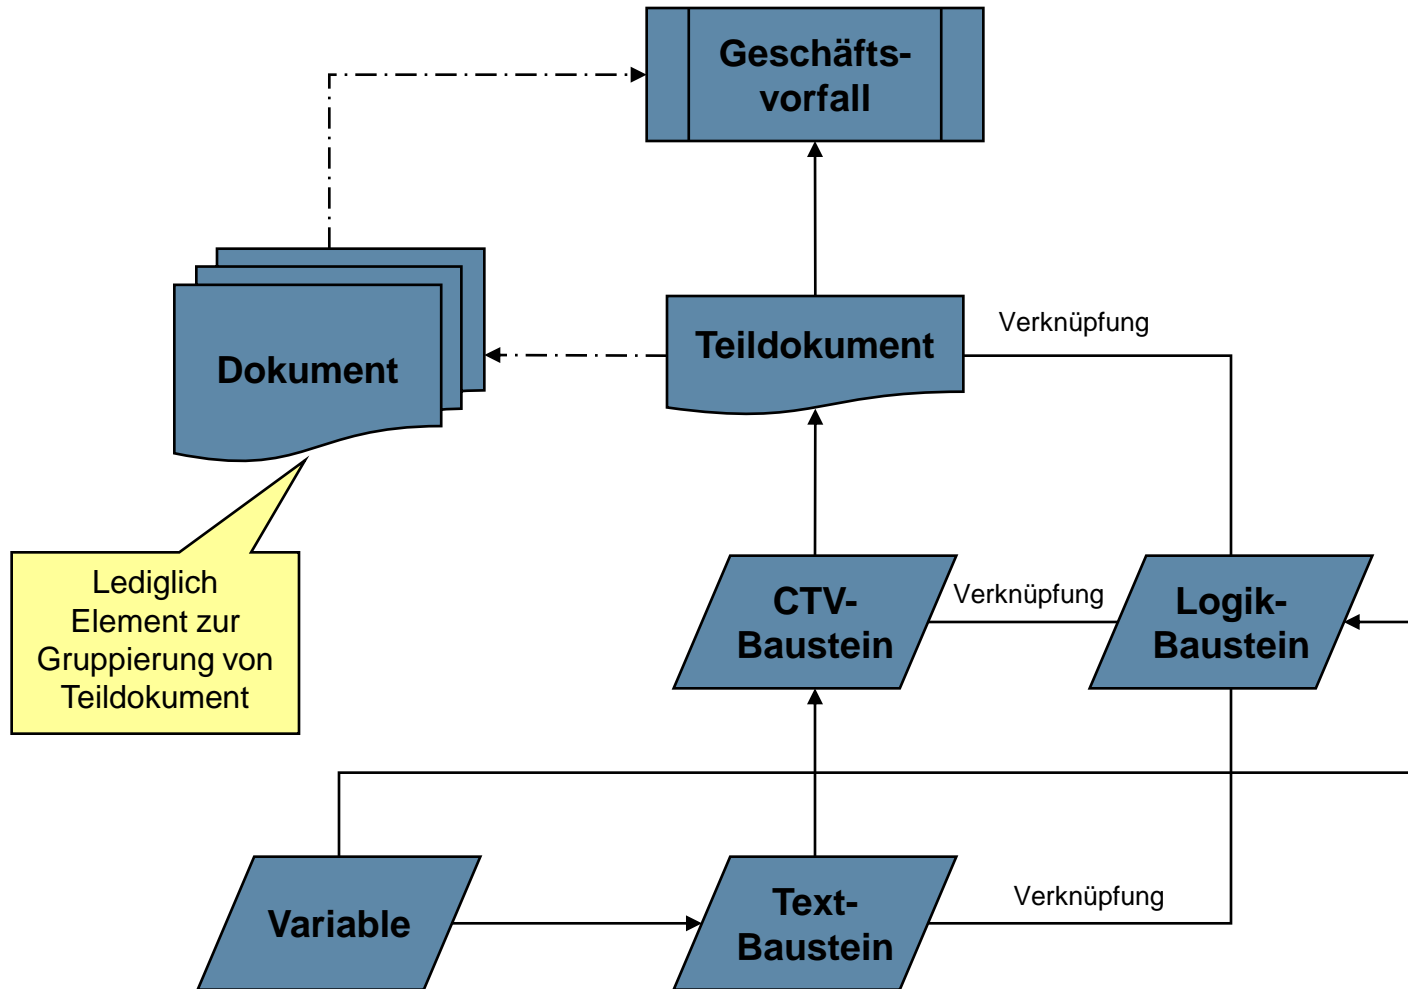 Geschäfts-
vorfall
Teildokument
Verknüpfung
Dokument
Lediglich
Element zur
Gruppierung von
Teildokument
CTV-
Baustein
Verknüpfung
Logik-
Baustein
Variable
Text-
Baustein
Verknüpfung